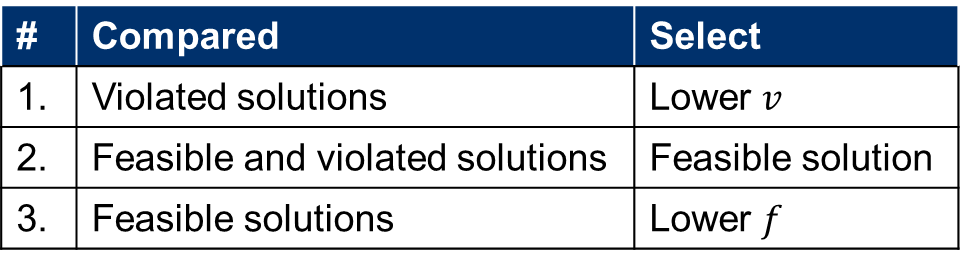 # Compared Select
1. Violated solutions Lower 𝑣
2. Feasible and violated solutions Feasible solution
3. Feasible solutions Lower 𝑓